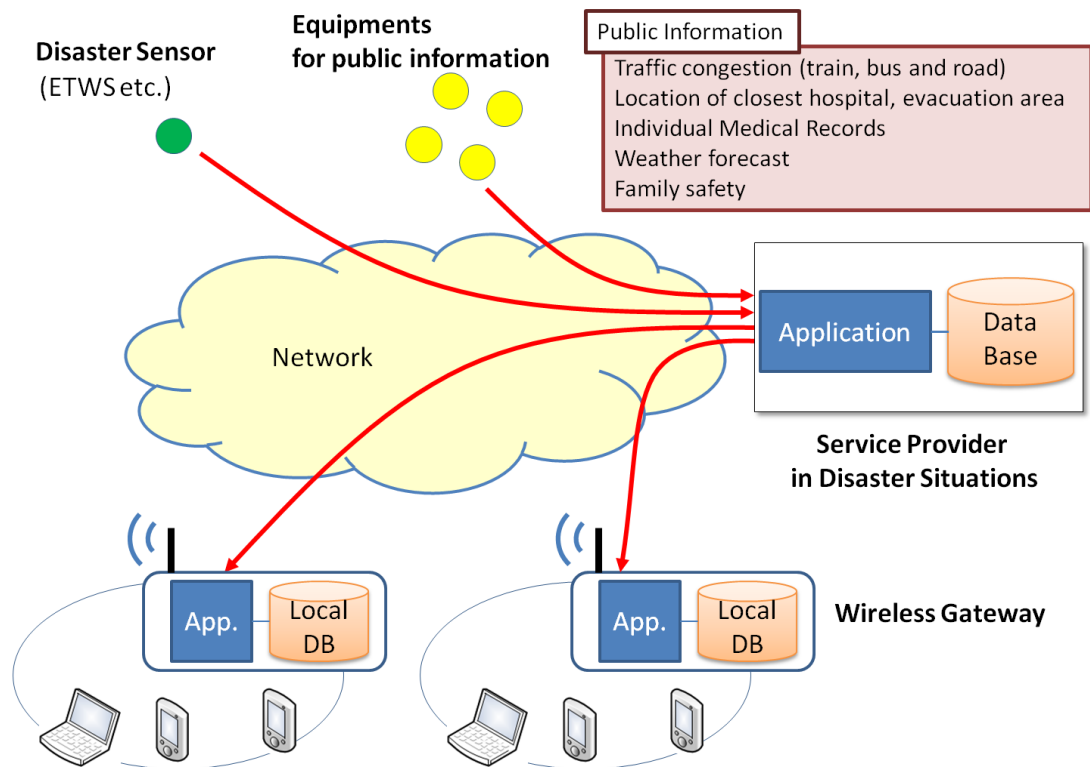 Disaster Sensor
(ETWS etc.)
Equipments
for public information
Public Information
Traffic congestion (train, bus and road)
Location of closest hospital, evacuation area
Individual Medical Records
Weather forecast
Family safety
Network
Application
Data
Base
Service Provider
in Disaster Situations
App.
Local
DB
App.
Local
DB
Wireless Gateway